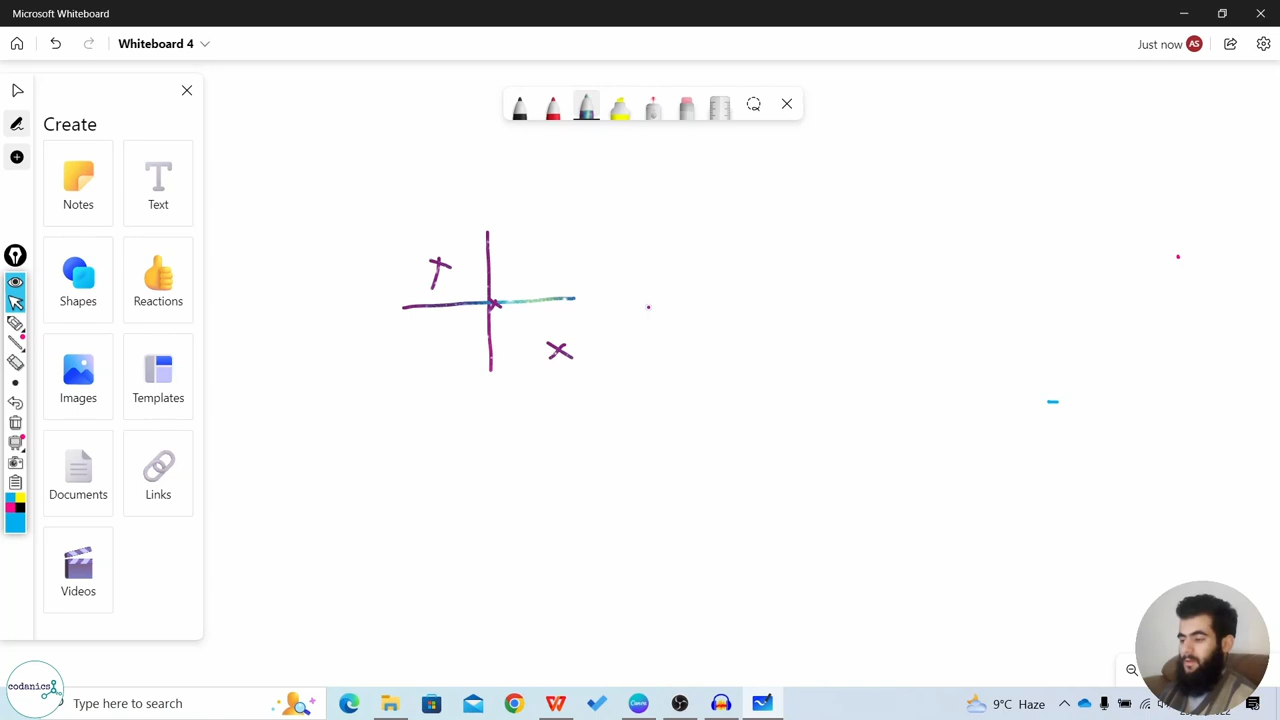 Microsoft Whiteboard
Whiteboard 4
Just now AS
Create
Notes Text
Shapes Reactions
Images Templates
Documents Links
Videos
x
codanics
Type here to search
Canva
9°C Haze